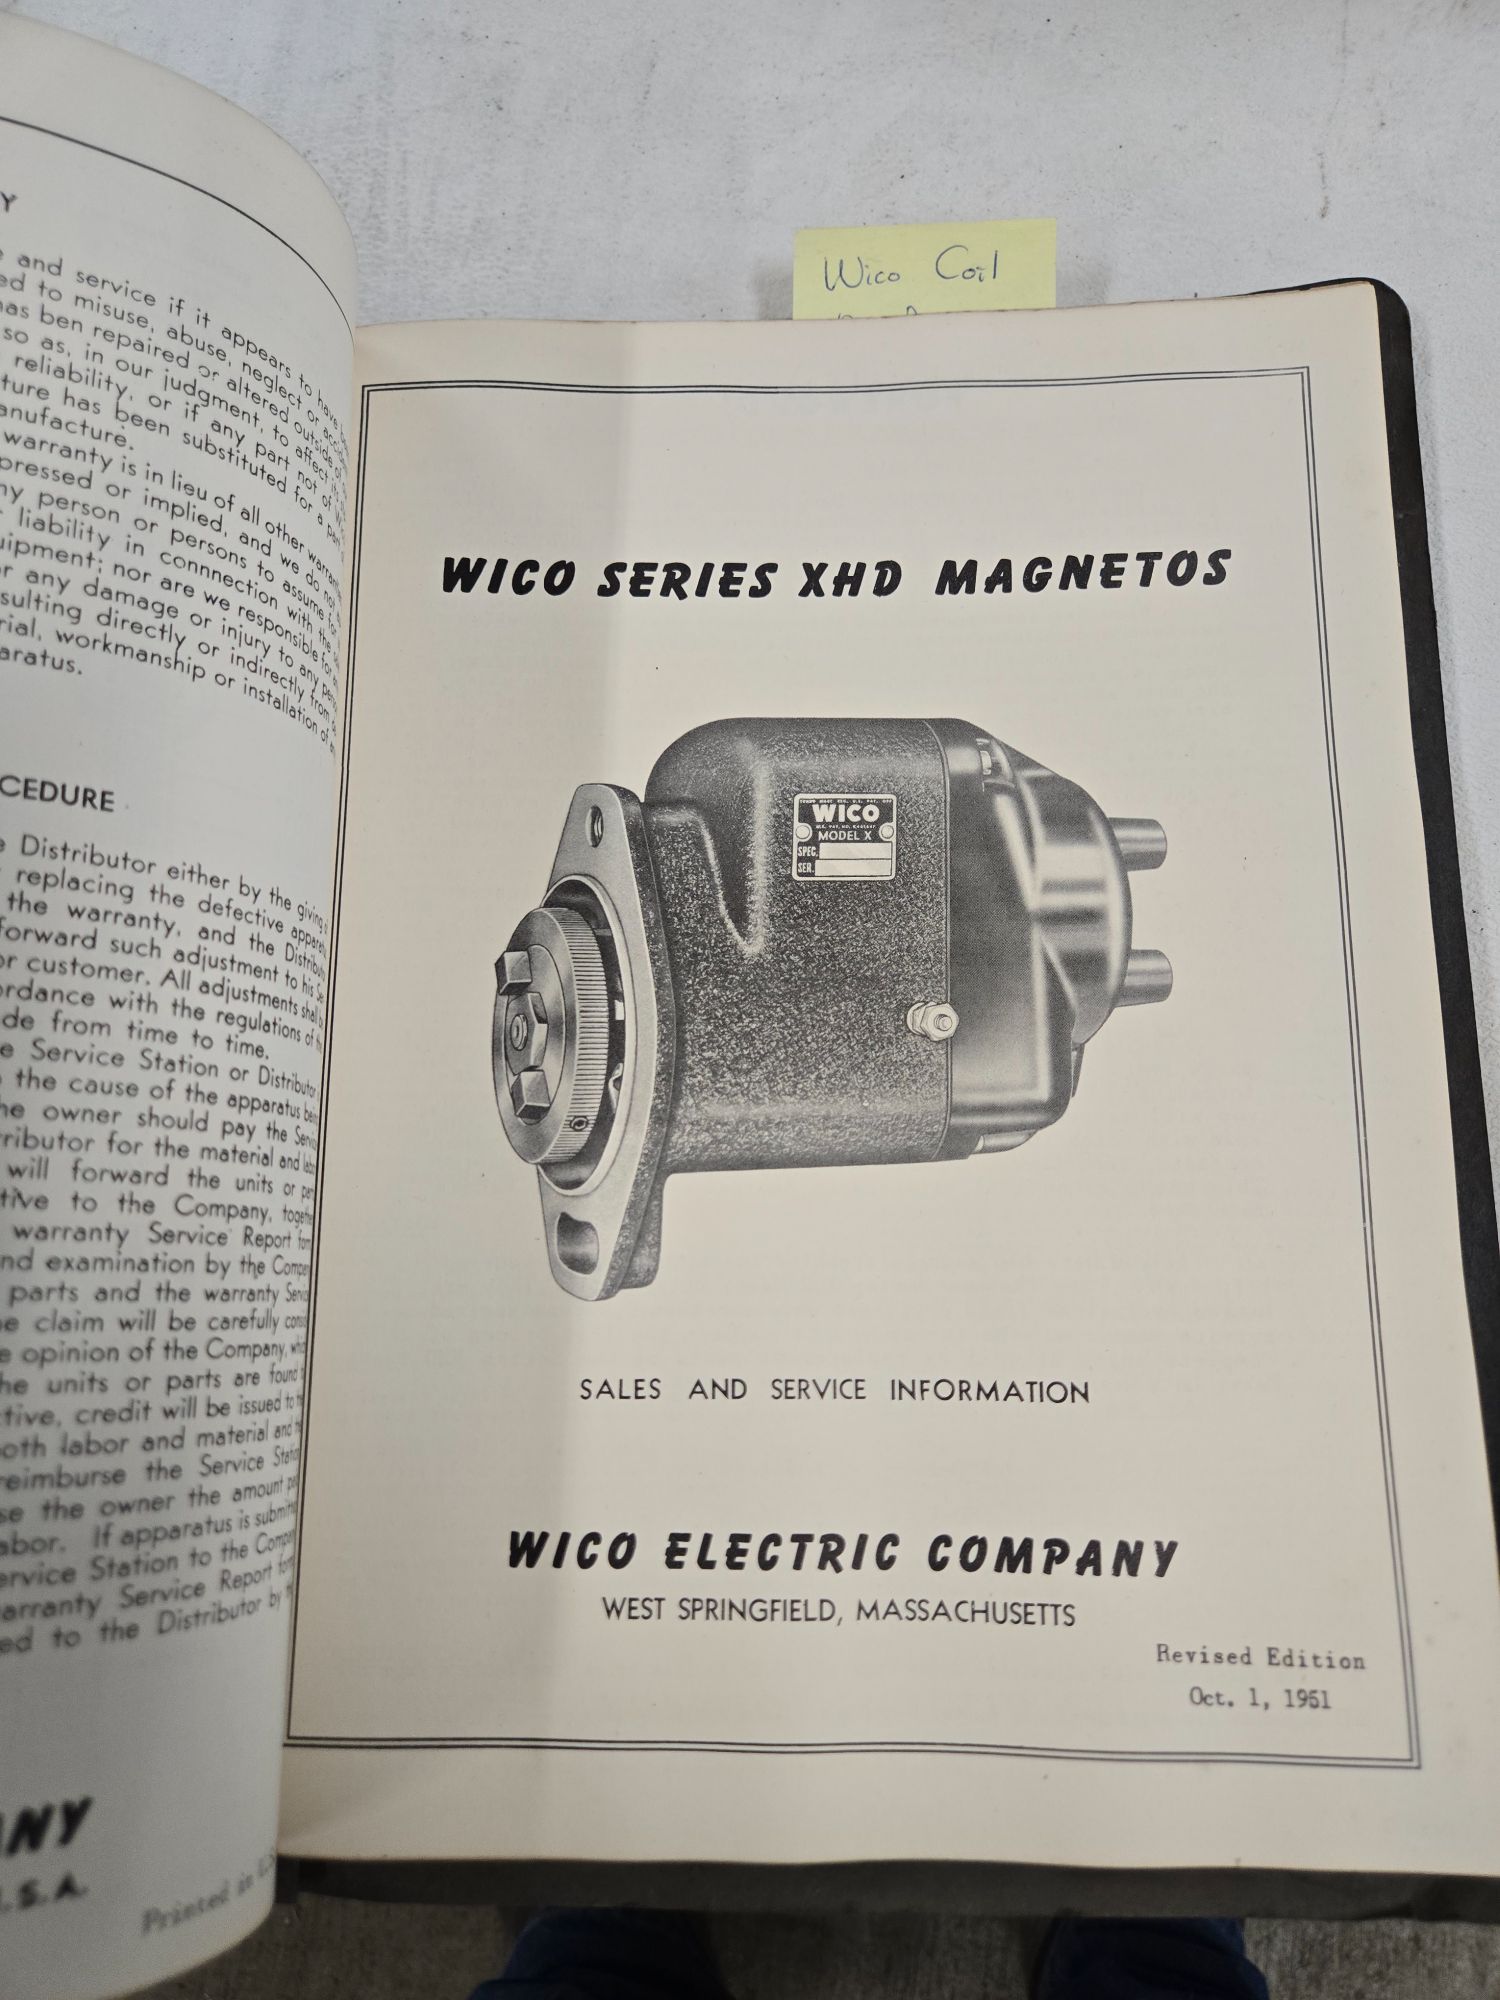 Y
and service if it appears to have
ed to misuse, abuse, neglect or
has ben repaired or altered outside of
so as, in our judgment, to affect its
reliability, or if any part not of
ture has been substituted for a part
anufacture.
warranty is in lieu of all other
pressed or implied, and we do not
ny person or persons to assume for
liability in connnection with the
uipment; nor are we responsible for
or any damage or injury to any
sulting directly or indirectly from
rial, workmanship or installation of
aratus.
CEDURE
e Distributor either by the giving
replacing the defective
the warranty, and the
forward such adjustment to his
or customer. All adjustments shall
ordance with the regulations of
de from time to time.
e Service Station or Distributor
the cause of the apparatus
he owner should pay the
tributor for the material and
will forward the units or
tive to the Company,
warranty Service Report
nd examination by the
parts and the warranty
e claim will be carefully
e opinion of the Company,
he units or parts are found
tive, credit will be issued to
oth labor and material and
reimburse the Service
se the owner the amount
abor. If apparatus is
ervice Station to the
arranty Service Report
ed to the Distributor by
ANY
.S.A.
Printed in
Wico Coil
WICO SERIES XHD MAGNETOS
WICO
MODEL X
SPEC.
SER.
SALES AND SERVICE INFORMATION
WICO ELECTRIC COMPANY
WEST SPRINGFIELD, MASSACHUSETTS
Revised Edition
Oct. 1, 1951